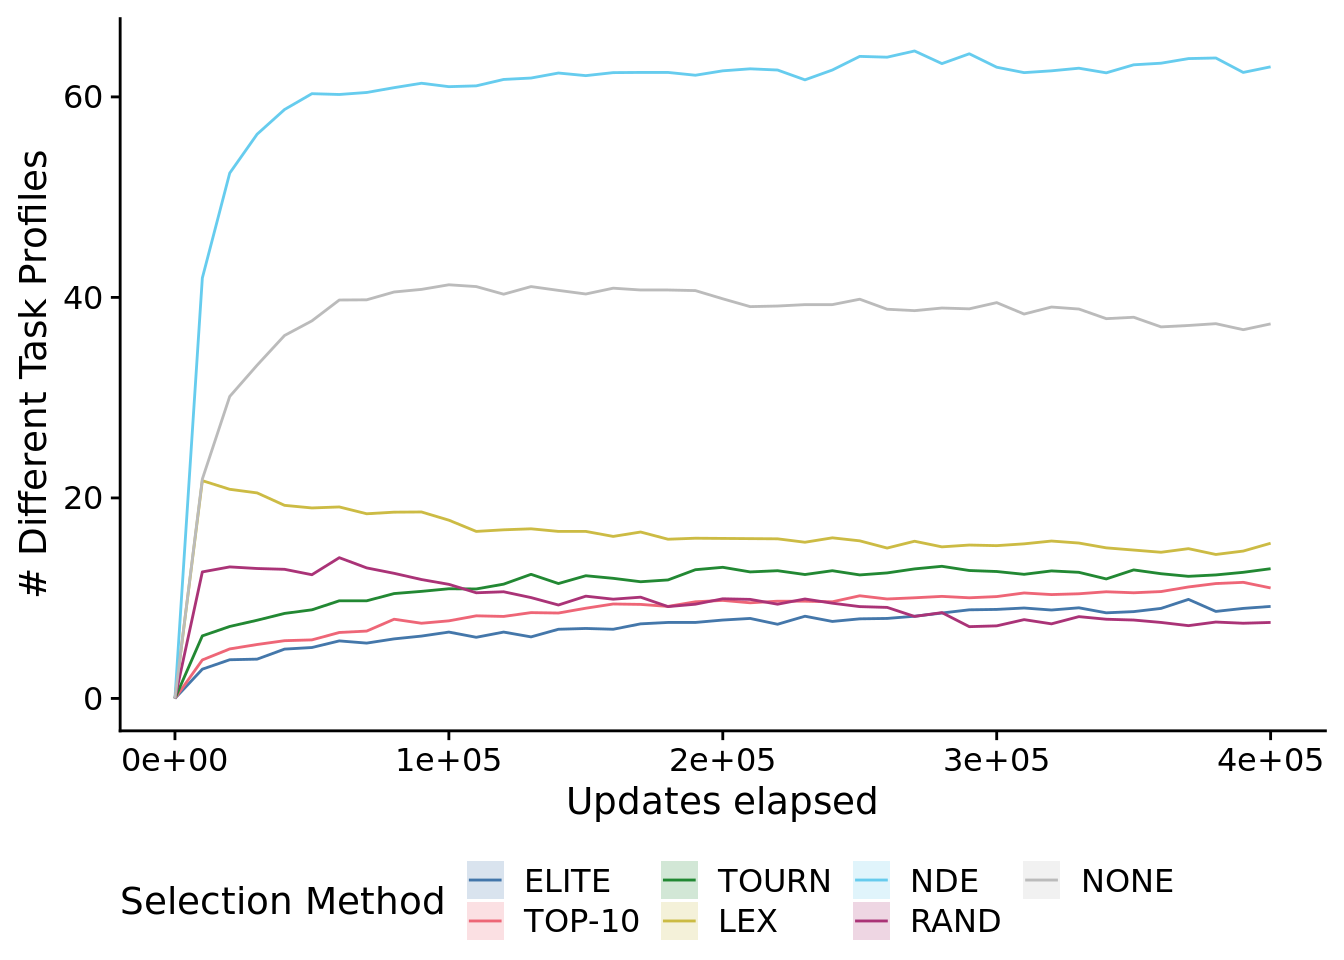 # Different Task Profiles
60
40
20
0
0e+00 1e+05 2e+05 3e+05 4e+05
Updates elapsed
Selection Method
ELITE TOURN NDE NONE
TOP-10 LEX RAND